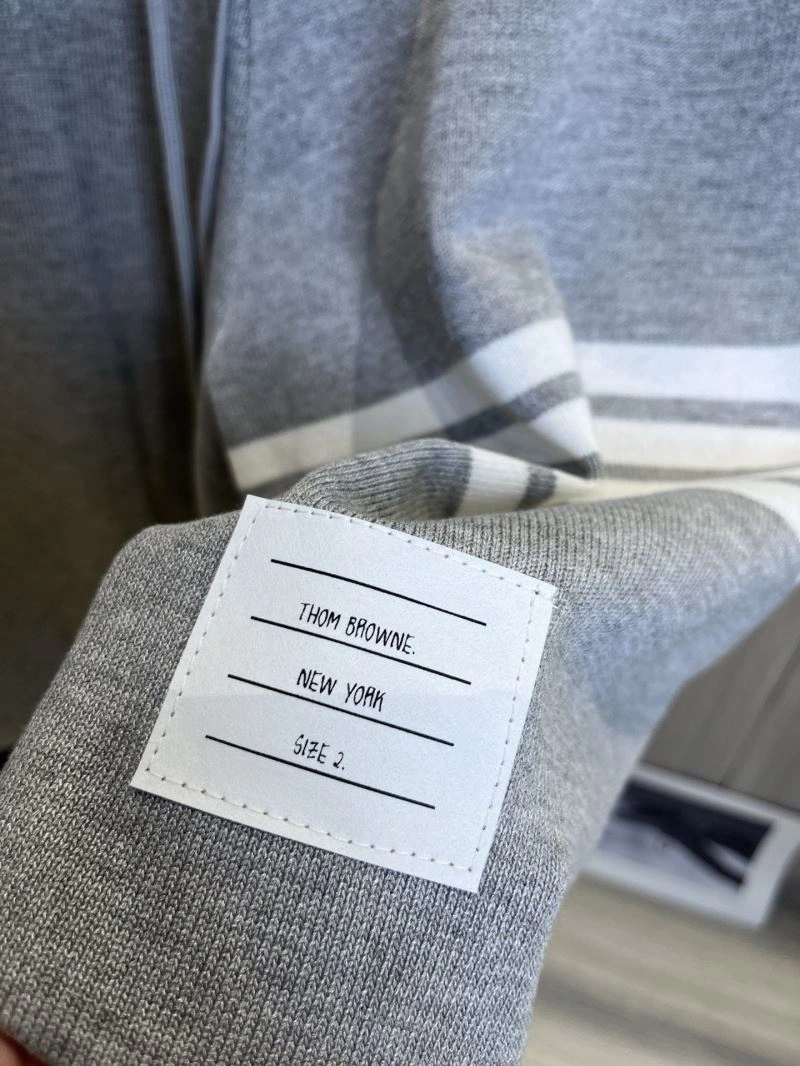 THOM BROWNE.
NEW YORK
SIZE 2.